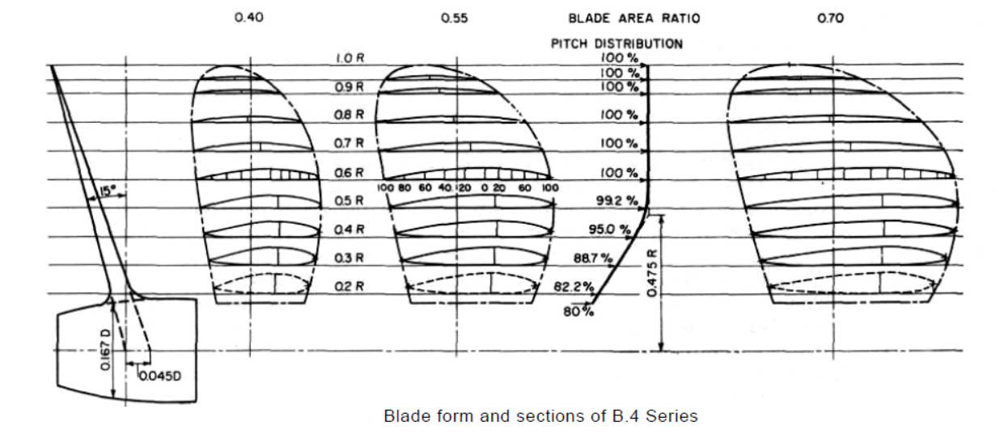 0.40 0.55 BLADE AREA RATIO 0.70
PITCH DISTRIBUTION
1.0 R 100 %
100 %
0.9 R 100 %
0.8 R 100 %
0.7 R 100 %
0.6 R 100 %
100 80 60 40 20 0 20 60 100
15°
0.5 R 99.2 %
0.4 R 95.0 %
0.3 R 88.7 %
0.475 R
0.2 R 82.2%
80 %
0.167 D
0.045D
Blade form and sections of B.4 Series